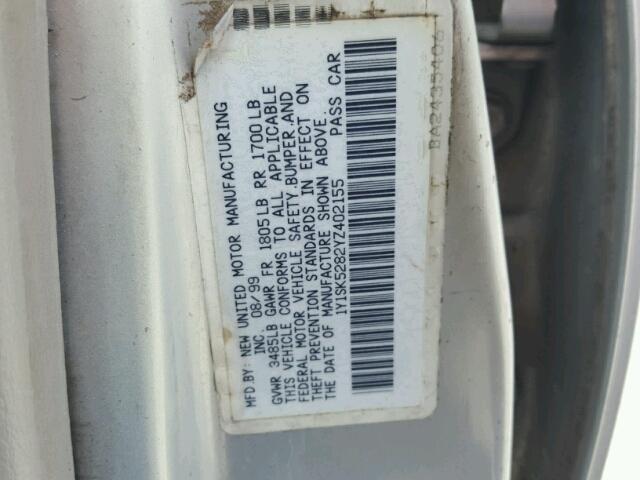 MFD.BY: NEW UNITED MOTOR MANUFACTURING
INC. 08/99
GVWR 3485LB GAWR FR 1805LB RR 1700LB
THIS VEHICLE CONFORMS TO ALL APPLICABLE
FEDERAL MOTOR VEHICLE SAFETY,BUMPER,AND
THEFT PREVENTION STANDARDS IN EFFECT ON
THE DATE OF MANUFACTURE SHOWN ABOVE.
1Y1SK5282YZ402155 PASS CAR
BA2435406